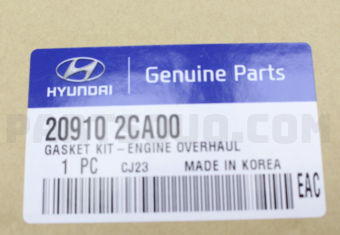 HYUNDAI
Genuine Parts
20910 2CA00
GASKET KIT-ENGINE OVERHAUL
1 PC CJ23 MADE IN KOREA
EAC